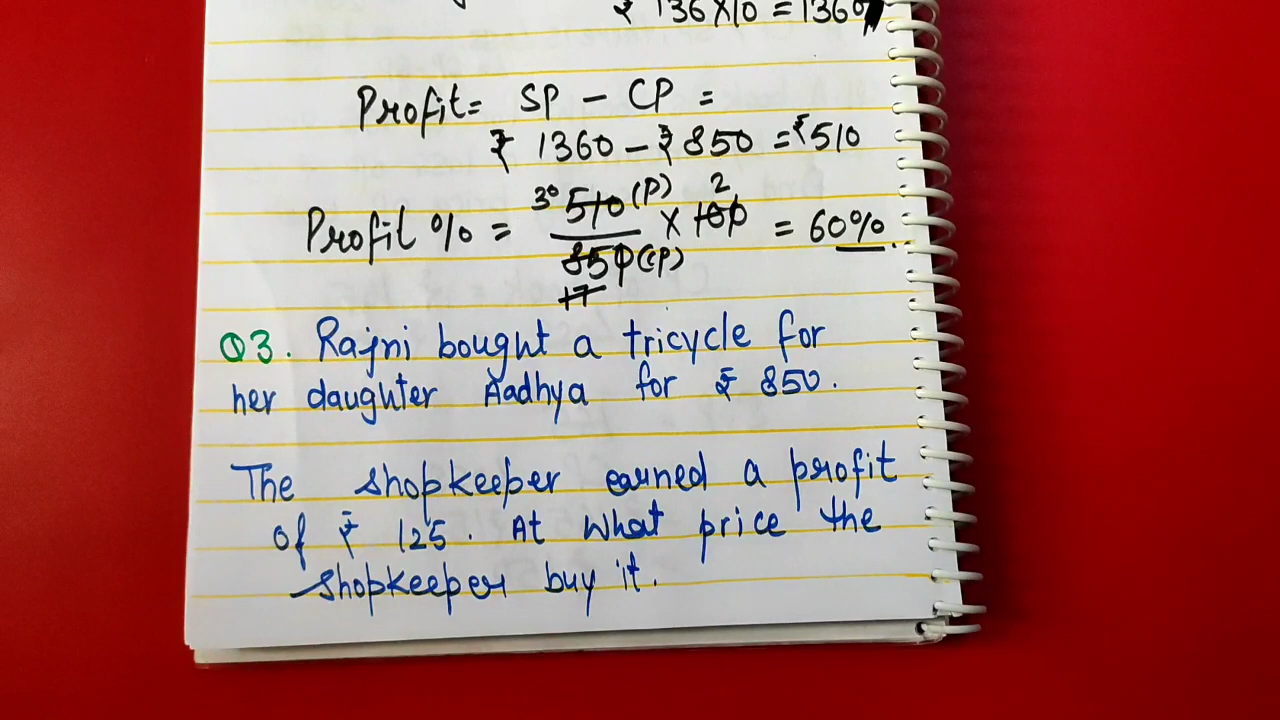 ₹ 136 X 10 = 1360
Profit = SP - CP =
₹ 1360 - ₹ 850 = ₹ 510
30 510 (P) 2
Profit % = ── X 100 = 60%.
850 (CP)
17
Q3. Rajni bought a tricycle for
her daughter Aadhya for ₹ 850.
The shopkeeper earned a profit
of ₹ 125. At what price the
shopkeeper buy it.